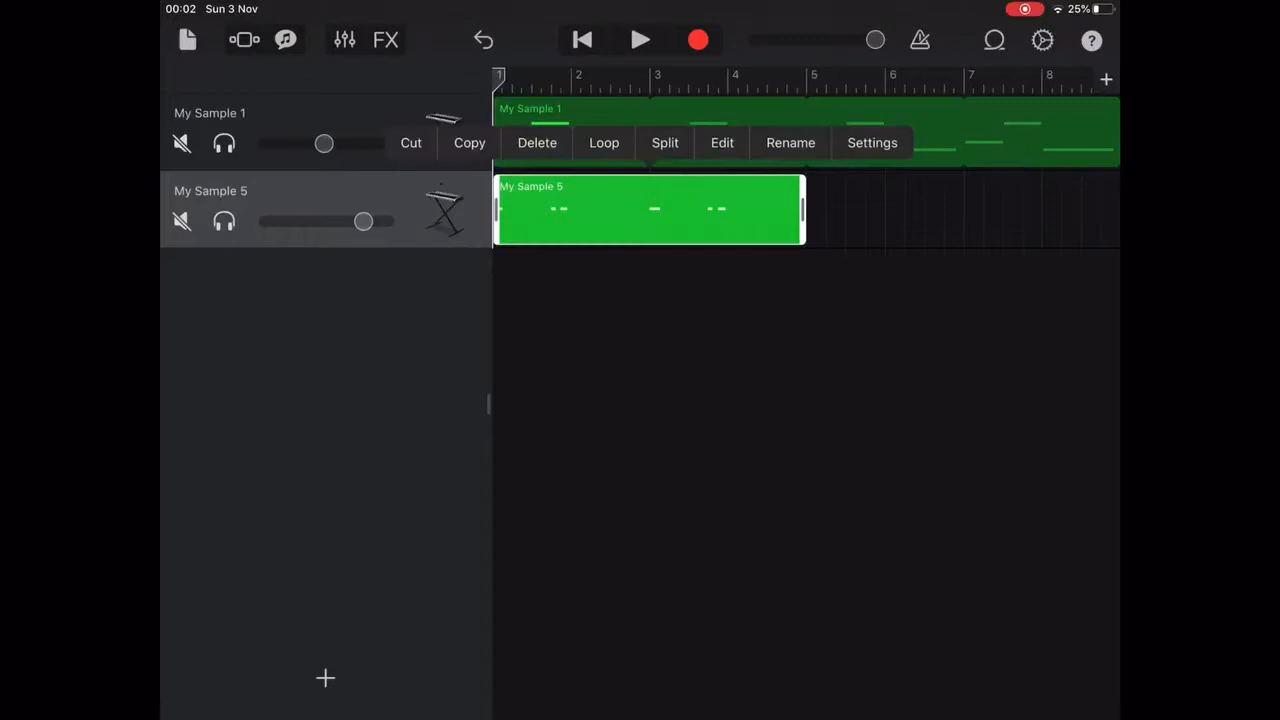 00:02 Sun 3 Nov
25%
FX
?
1 2 3 4 5 6 7 8
My Sample 1
My Sample 1
Cut Copy Delete Loop Split Edit Rename Settings
My Sample 5
My Sample 5